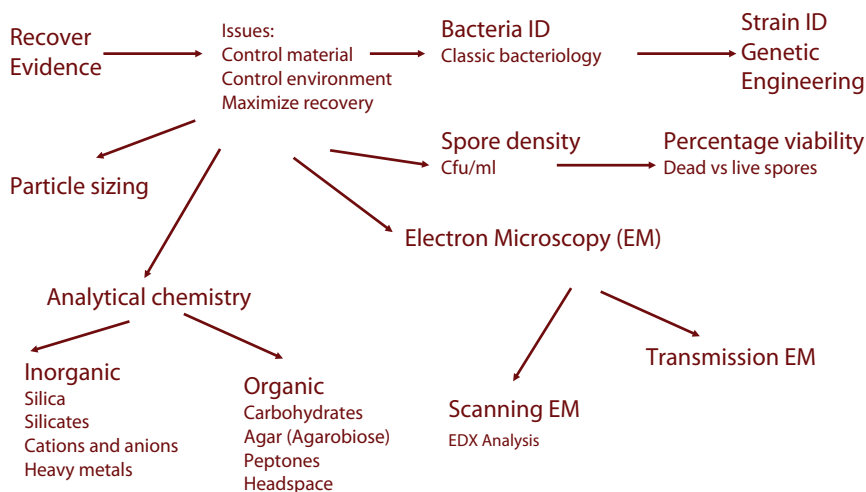 Recover
Evidence
Issues:
Control material
Control environment
Maximize recovery
Bacteria ID
Classic bacteriology
Strain ID
Genetic
Engineering
Spore density
Cfu/ml
Percentage viability
Dead vs live spores
Particle sizing
Electron Microscopy (EM)
Analytical chemistry
Inorganic
Silica
Silicates
Cations and anions
Heavy metals
Organic
Carbohydrates
Agar (Agarobiose)
Peptones
Headspace
Scanning EM
EDX Analysis
Transmission EM